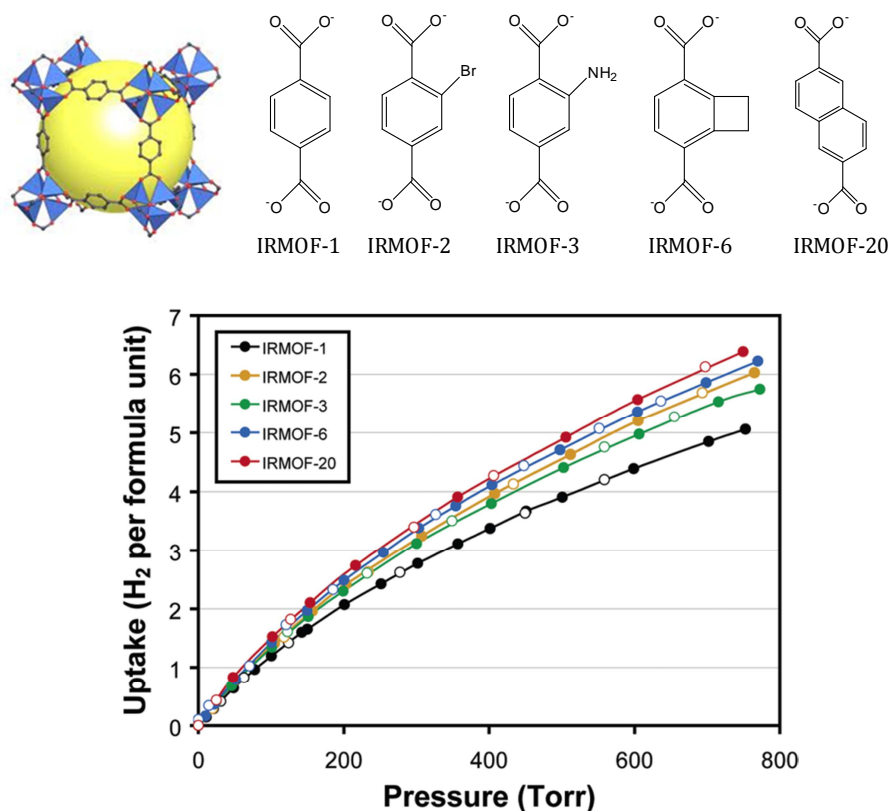 O O⁻ O O⁻ O O⁻ O O⁻ O O⁻
Br NH₂
⁻O O ⁻O O ⁻O O ⁻O O ⁻O O
IRMOF-1 IRMOF-2 IRMOF-3 IRMOF-6 IRMOF-20
7
6
5
4
3
2
1
0
Uptake (H₂ per formula unit)
IRMOF-1
IRMOF-2
IRMOF-3
IRMOF-6
IRMOF-20
0 200 400 600 800
Pressure (Torr)